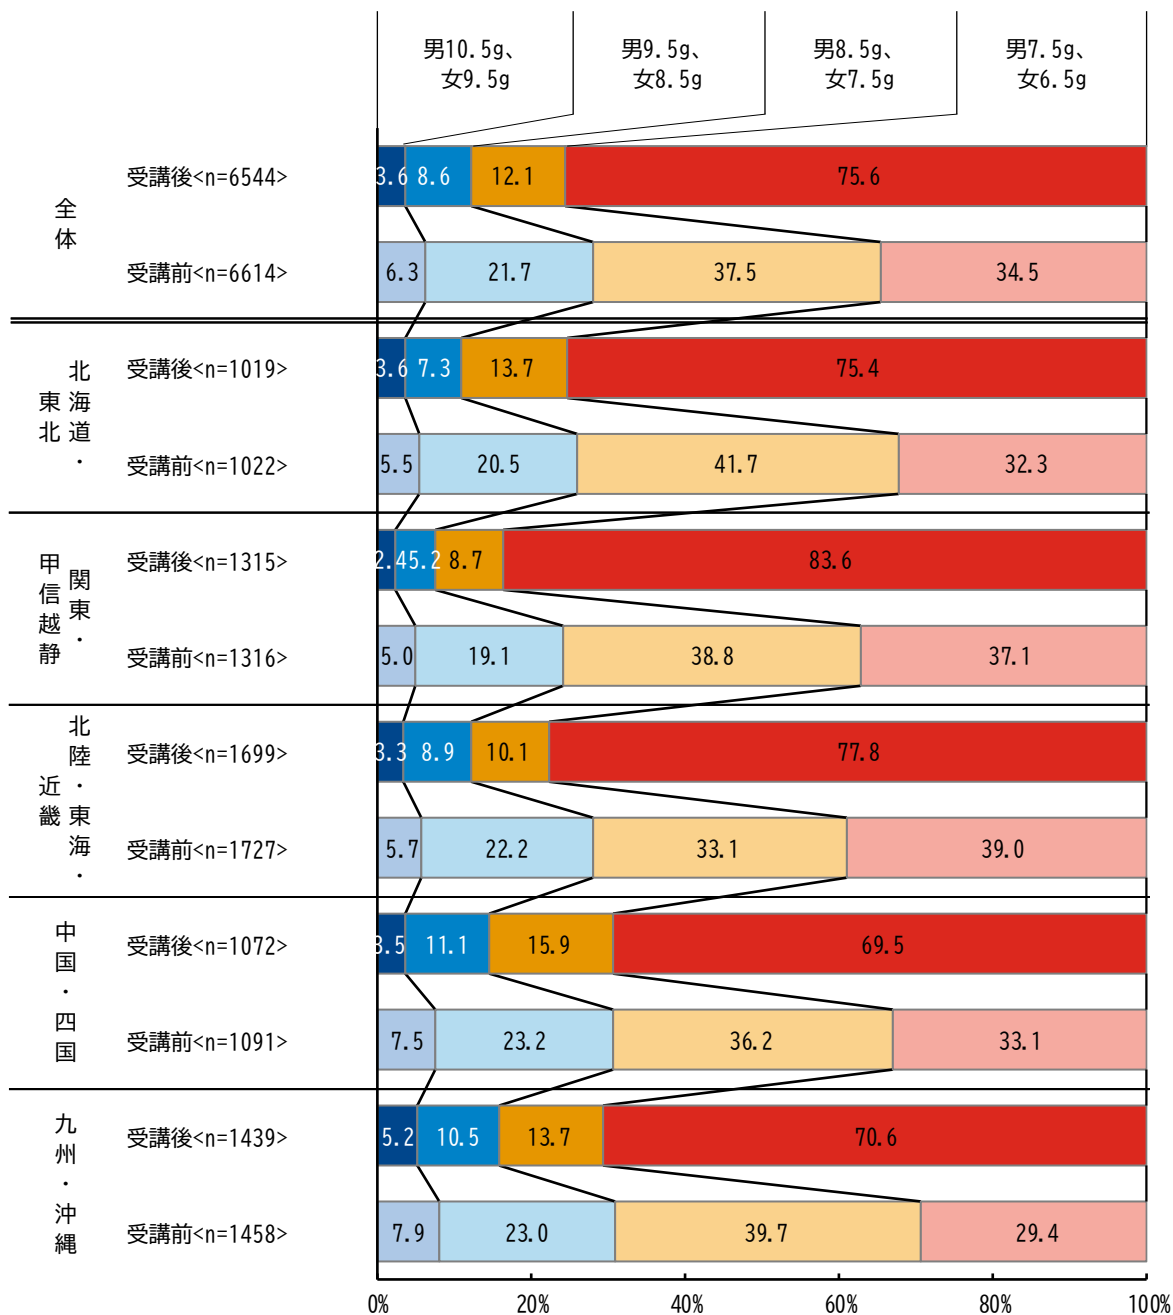 男10.5g、
女9.5g
男9.5g、
女8.5g
男8.5g、
女7.5g
男7.5g、
女6.5g
全体
受講後<n=6544>
3.6 8.6 12.1 75.6
受講前<n=6614>
6.3 21.7 37.5 34.5
北海道・
東北
受講後<n=1019>
3.6 7.3 13.7 75.4
受講前<n=1022>
5.5 20.5 41.7 32.3
関東・
甲信越静
受講後<n=1315>
2.4 5.2 8.7 83.6
受講前<n=1316>
5.0 19.1 38.8 37.1
北陸・東海・
近畿
受講後<n=1699>
3.3 8.9 10.1 77.8
受講前<n=1727>
5.7 22.2 33.1 39.0
中国・四国
受講後<n=1072>
3.5 11.1 15.9 69.5
受講前<n=1091>
7.5 23.2 36.2 33.1
九州・沖縄
受講後<n=1439>
5.2 10.5 13.7 70.6
受講前<n=1458>
7.9 23.0 39.7 29.4
0% 20% 40% 60% 80% 100%